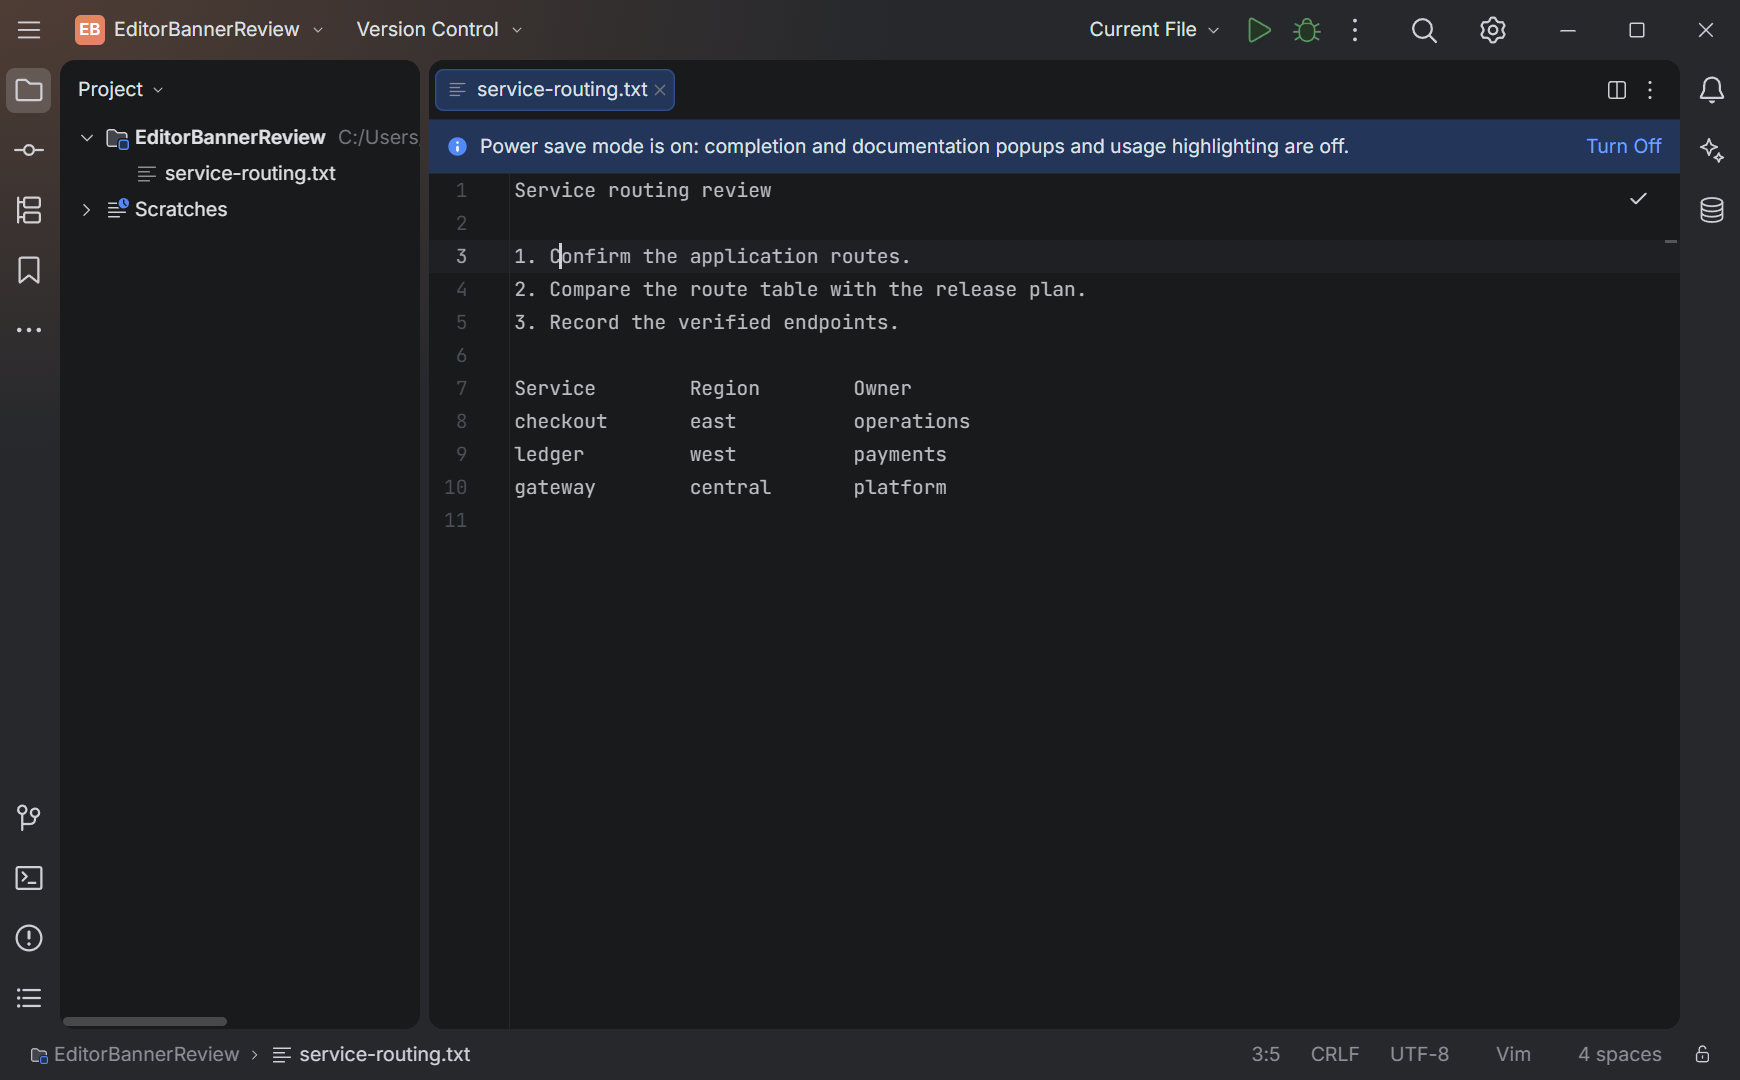 EB EditorBannerReview Version Control Current File
Project
service-routing.txt
EditorBannerReview C:/Users
service-routing.txt
Scratches
Power save mode is on: completion and documentation popups and usage highlighting are off. Turn Off
1 Service routing review
2
3 1. Confirm the application routes.
4 2. Compare the route table with the release plan.
5 3. Record the verified endpoints.
6
7 Service Region Owner
8 checkout east operations
9 ledger west payments
10 gateway central platform
11
EditorBannerReview › service-routing.txt 3:5 CRLF UTF-8 Vim 4 spaces